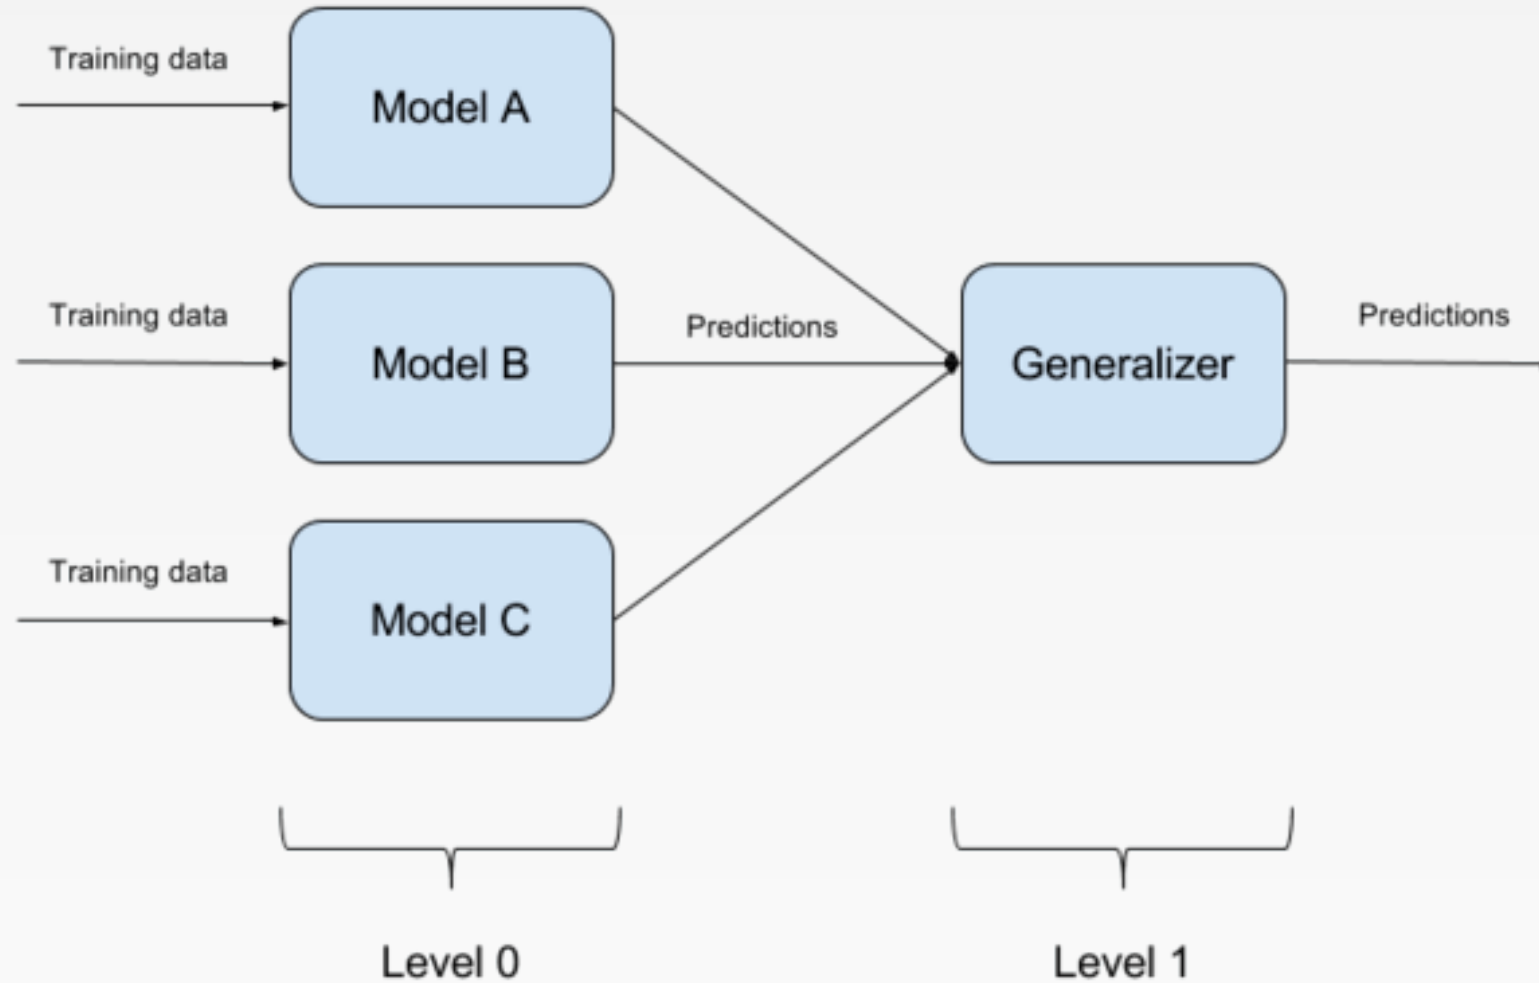 Training data
Model A
Training data
Model B
Predictions
Generalizer
Predictions
Training data
Model C
Level 0
Level 1